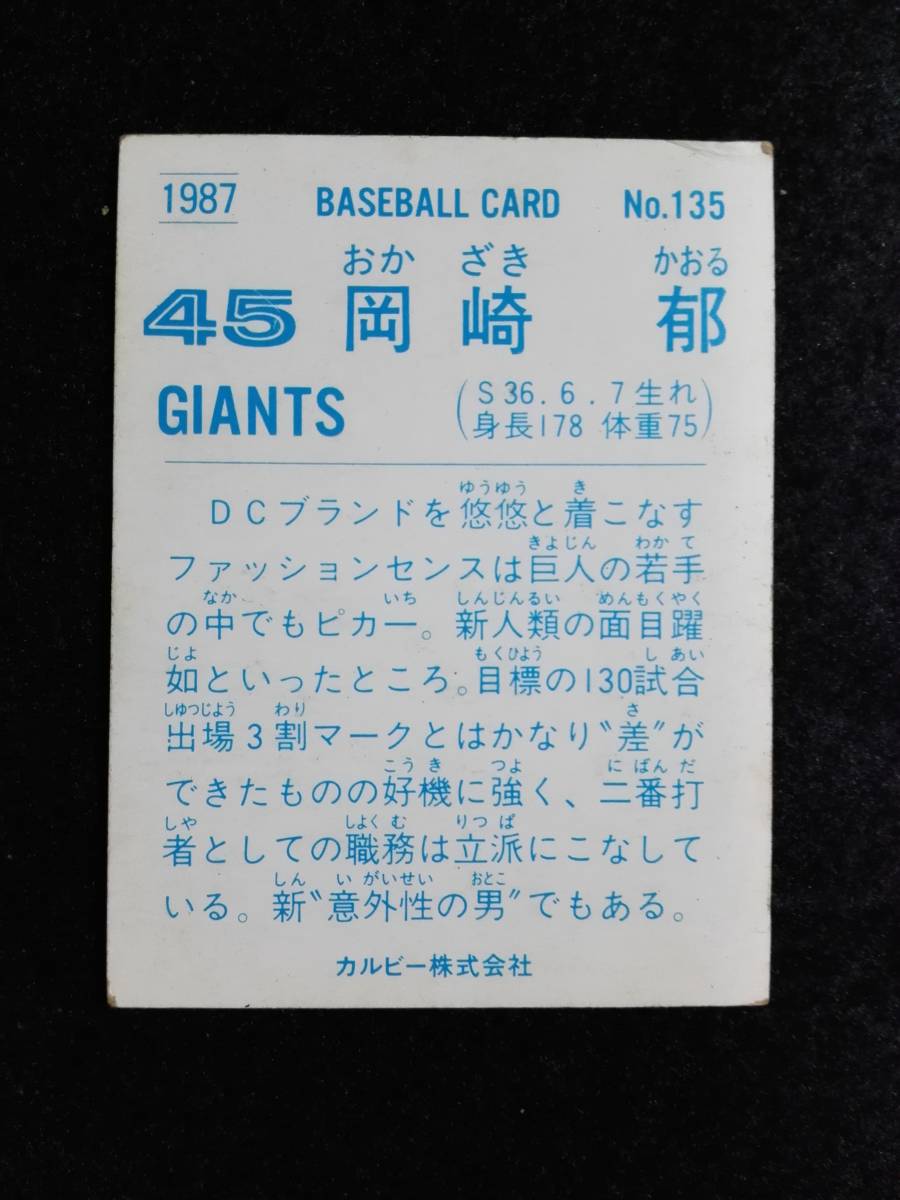 1987 BASEBALL CARD No.135
おか ざき かおる
45 岡崎 郁
GIANTS
(S36.6.7生れ
身長178 体重75)
ゆうゆう き
DCブランドを悠悠と着こなす
きよじん わかて
ファッションセンスは巨人の若手
なか いち しんじんるい めんもくやく
の中でもピカ一。新人類の面目躍
じよ もくひよう しあい
如といったところ。目標の130試合
しゆつじよう わり さ
出場3割マークとはかなり〝差〟が
こうき つよ にばんだ
できたものの好機に強く、二番打
しや しよくむ りつぱ
者としての職務は立派にこなして
しん いがいせい おとこ
いる。新〝意外性の男〟でもある。
カルビー株式会社